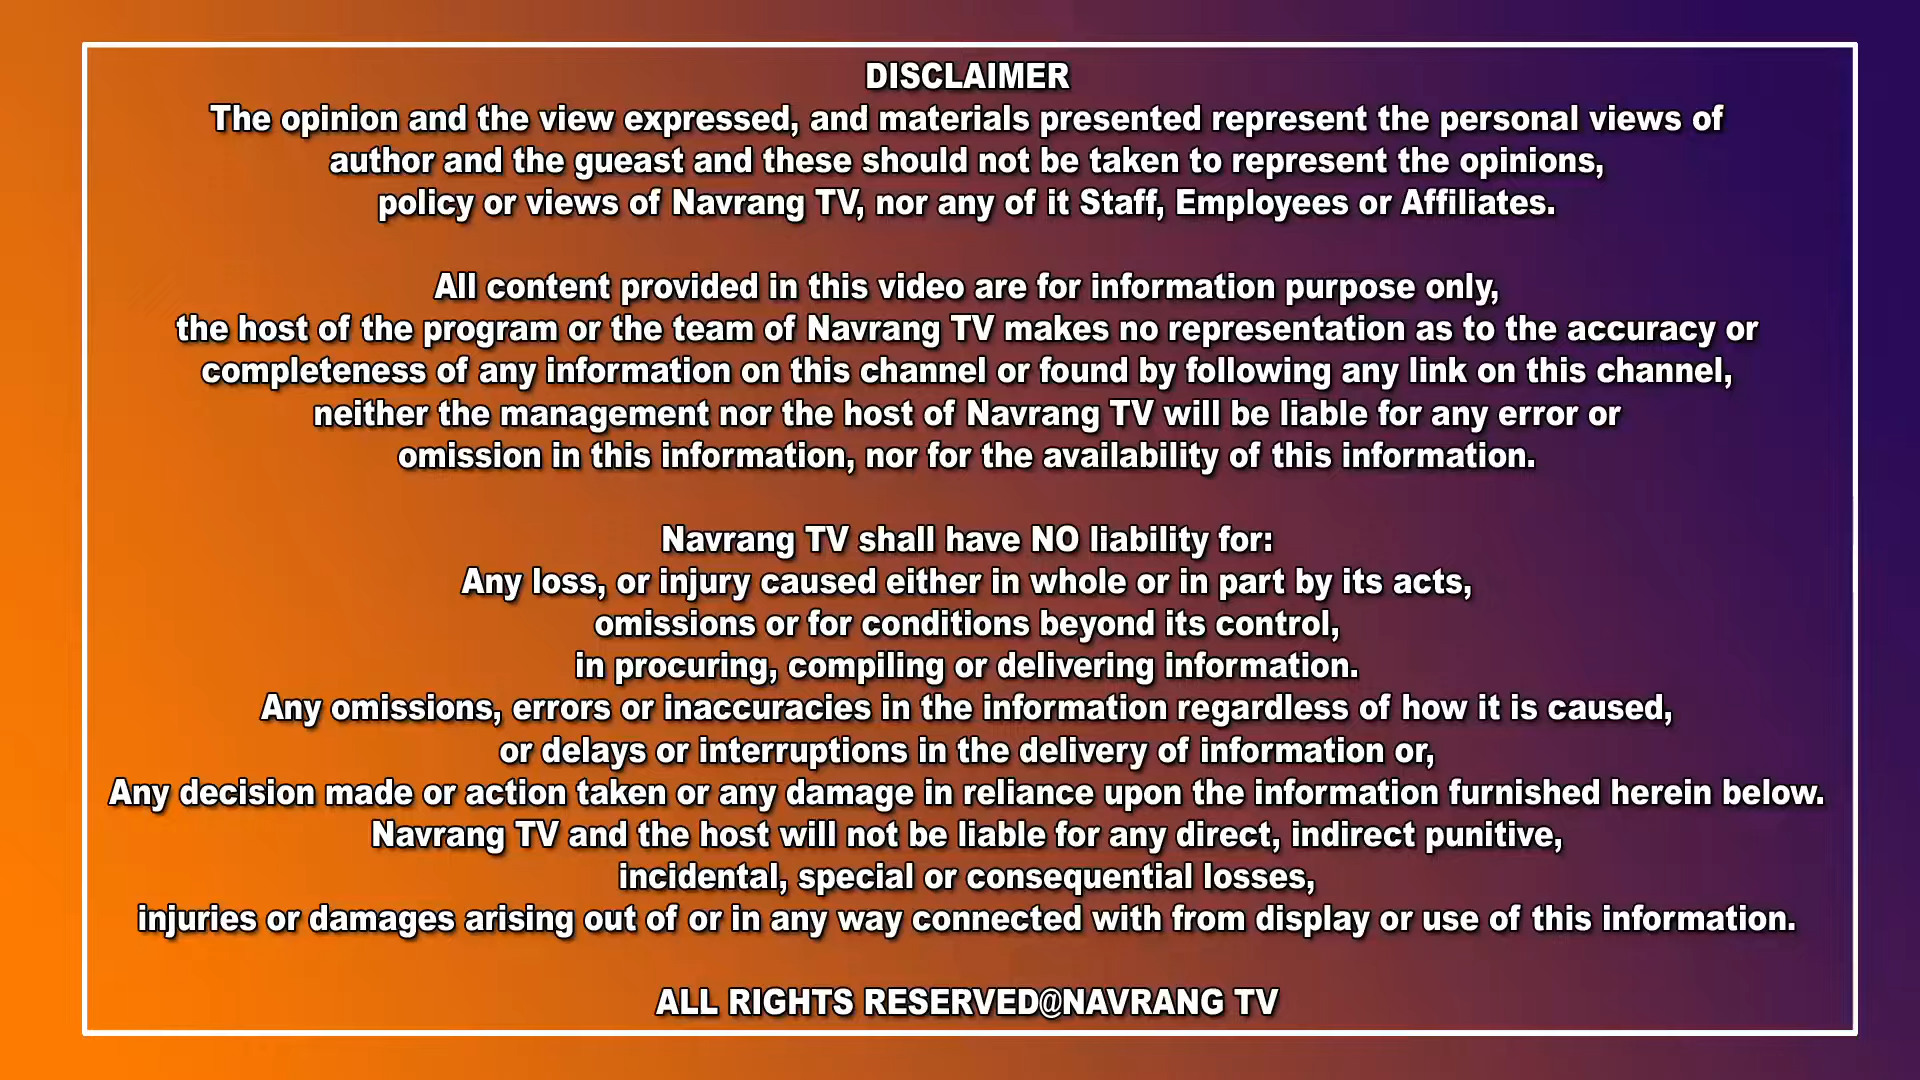 DISCLAIMER
The opinion and the view expressed, and materials presented represent the personal views of
author and the gueast and these should not be taken to represent the opinions,
policy or views of Navrang TV, nor any of it Staff, Employees or Affiliates.
All content provided in this video are for information purpose only,
the host of the program or the team of Navrang TV makes no representation as to the accuracy or
completeness of any information on this channel or found by following any link on this channel,
neither the management nor the host of Navrang TV will be liable for any error or
omission in this information, nor for the availability of this information.
Navrang TV shall have NO liability for:
Any loss, or injury caused either in whole or in part by its acts,
omissions or for conditions beyond its control,
in procuring, compiling or delivering information.
Any omissions, errors or inaccuracies in the information regardless of how it is caused,
or delays or interruptions in the delivery of information or,
Any decision made or action taken or any damage in reliance upon the information furnished herein below.
Navrang TV and the host will not be liable for any direct, indirect punitive,
incidental, special or consequential losses,
injuries or damages arising out of or in any way connected with from display or use of this information.
ALL RIGHTS RESERVED@NAVRANG TV